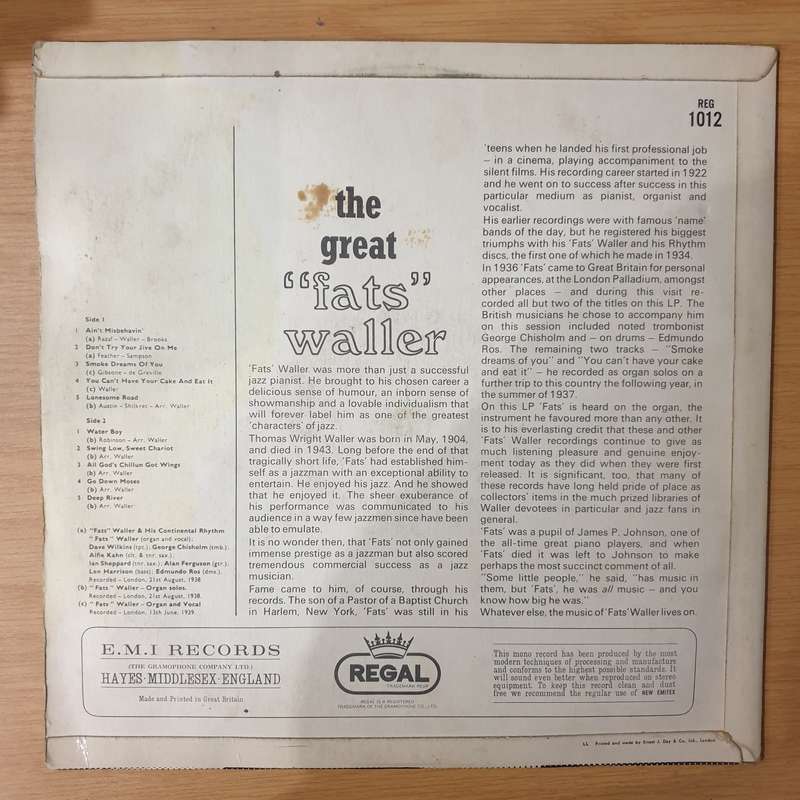 REG
1012
the
great
“fats”
waller
Side 1
1 Ain't Misbehavin'
(a) Razaf – Waller – Brooks
2 Don't Try Your Jive On Me
(a) Feather – Sampson
3 Smoke Dreams Of You
(c) Gibsone – de Greville
4 You Can't Have Your Cake And Eat It
(c) Waller
5 Lonesome Road
(b) Austin – Shilkret – Arr. Waller
Side 2
1 Water Boy
(b) Robinson – Arr. Waller
2 Swing Low, Sweet Chariot
(b) Arr. Waller
3 All God's Chillun Got Wings
(b) Arr. Waller
4 Go Down Moses
(b) Arr. Waller
5 Deep River
(b) Arr. Waller
(a) "Fats" Waller & His Continental Rhythm
"Fats" Waller (organ and vocal);
Dave Wilkins (tpt.); George Chisholm (tmb.);
Alfie Kahn (clt. & tnr. sax.);
Ian Sheppard (tnr. sax.); Alan Ferguson (gtr.);
Len Harrison (bass); Edmundo Ros (dms.).
Recorded – London, 21st August, 1938
(b) "Fats" Waller – Organ solos.
Recorded – London, 21st August, 1938.
(c) "Fats" Waller – Organ and Vocal
Recorded – London, 13th June, 1939.
'Fats' Waller was more than just a successful
jazz pianist. He brought to his chosen career a
delicious sense of humour, an inborn sense of
showmanship and a lovable individualism that
will forever label him as one of the greatest
'characters' of jazz.
Thomas Wright Waller was born in May, 1904,
and died in 1943. Long before the end of that
tragically short life, 'Fats' had established him-
self as a jazzman with an exceptional ability to
entertain. He enjoyed his jazz. And he showed
that he enjoyed it. The sheer exuberance of
his performance was communicated to his
audience in a way few jazzmen since have been
able to emulate.
It is no wonder then, that 'Fats' not only gained
immense prestige as a jazzman but also scored
tremendous commercial success as a jazz
musician.
Fame came to him, of course, through his
records. The son of a Pastor of a Baptist Church
in Harlem, New York, 'Fats' was still in his
'teens when he landed his first professional job
– in a cinema, playing accompaniment to the
silent films. His recording career started in 1922
and he went on to success after success in this
particular medium as pianist, organist and
vocalist.
His earlier recordings were with famous 'name'
bands of the day, but he registered his biggest
triumphs with his 'Fats' Waller and his Rhythm
discs, the first one of which he made in 1934.
In 1936 'Fats' came to Great Britain for personal
appearances, at the London Palladium, amongst
other places – and during this visit re-
corded all but two of the titles on this LP. The
British musicians he chose to accompany him
on this session included noted trombonist
George Chisholm and – on drums – Edmundo
Ros. The remaining two tracks – "Smoke
dreams of you" and "You can't have your cake
and eat it" – he recorded as organ solos on a
further trip to this country the following year, in
the summer of 1937.
On this LP 'Fats' is heard on the organ, the
instrument he favoured more than any other. It
is to his everlasting credit that these and other
'Fats' Waller recordings continue to give as
much listening pleasure and genuine enjoy-
ment today as they did when they were first
released. It is significant, too, that many of
these records have long held pride of place as
collectors' items in the much prized libraries of
Waller devotees in particular and jazz fans in
general.
'Fats' was a pupil of James P. Johnson, one of
the all-time great piano players, and when
'Fats' died it was left to Johnson to make
perhaps the most succinct comment of all.
"Some little people," he said, "has music in
them, but 'Fats', he was all music – and you
know how big he was."
Whatever else, the music of 'Fats' Waller lives on.
E.M.I RECORDS
(THE GRAMOPHONE COMPANY LTD.)
HAYES·MIDDLESEX·ENGLAND
Made and Printed in Great Britain
REGAL
TRADEMARK REGD
REGAL IS A REGISTERED
TRADEMARK OF THE GRAMOPHONE CO., LTD.
This mono record has been produced by the most
modern techniques of processing and manufacture
and conforms to the highest possible standards. It
will sound even better when reproduced on stereo
equipment. To keep this record clean and dust
free we recommend the regular use of NEW EMITEX
LL Printed and made by Ernest J. Day & Co. Ltd., London